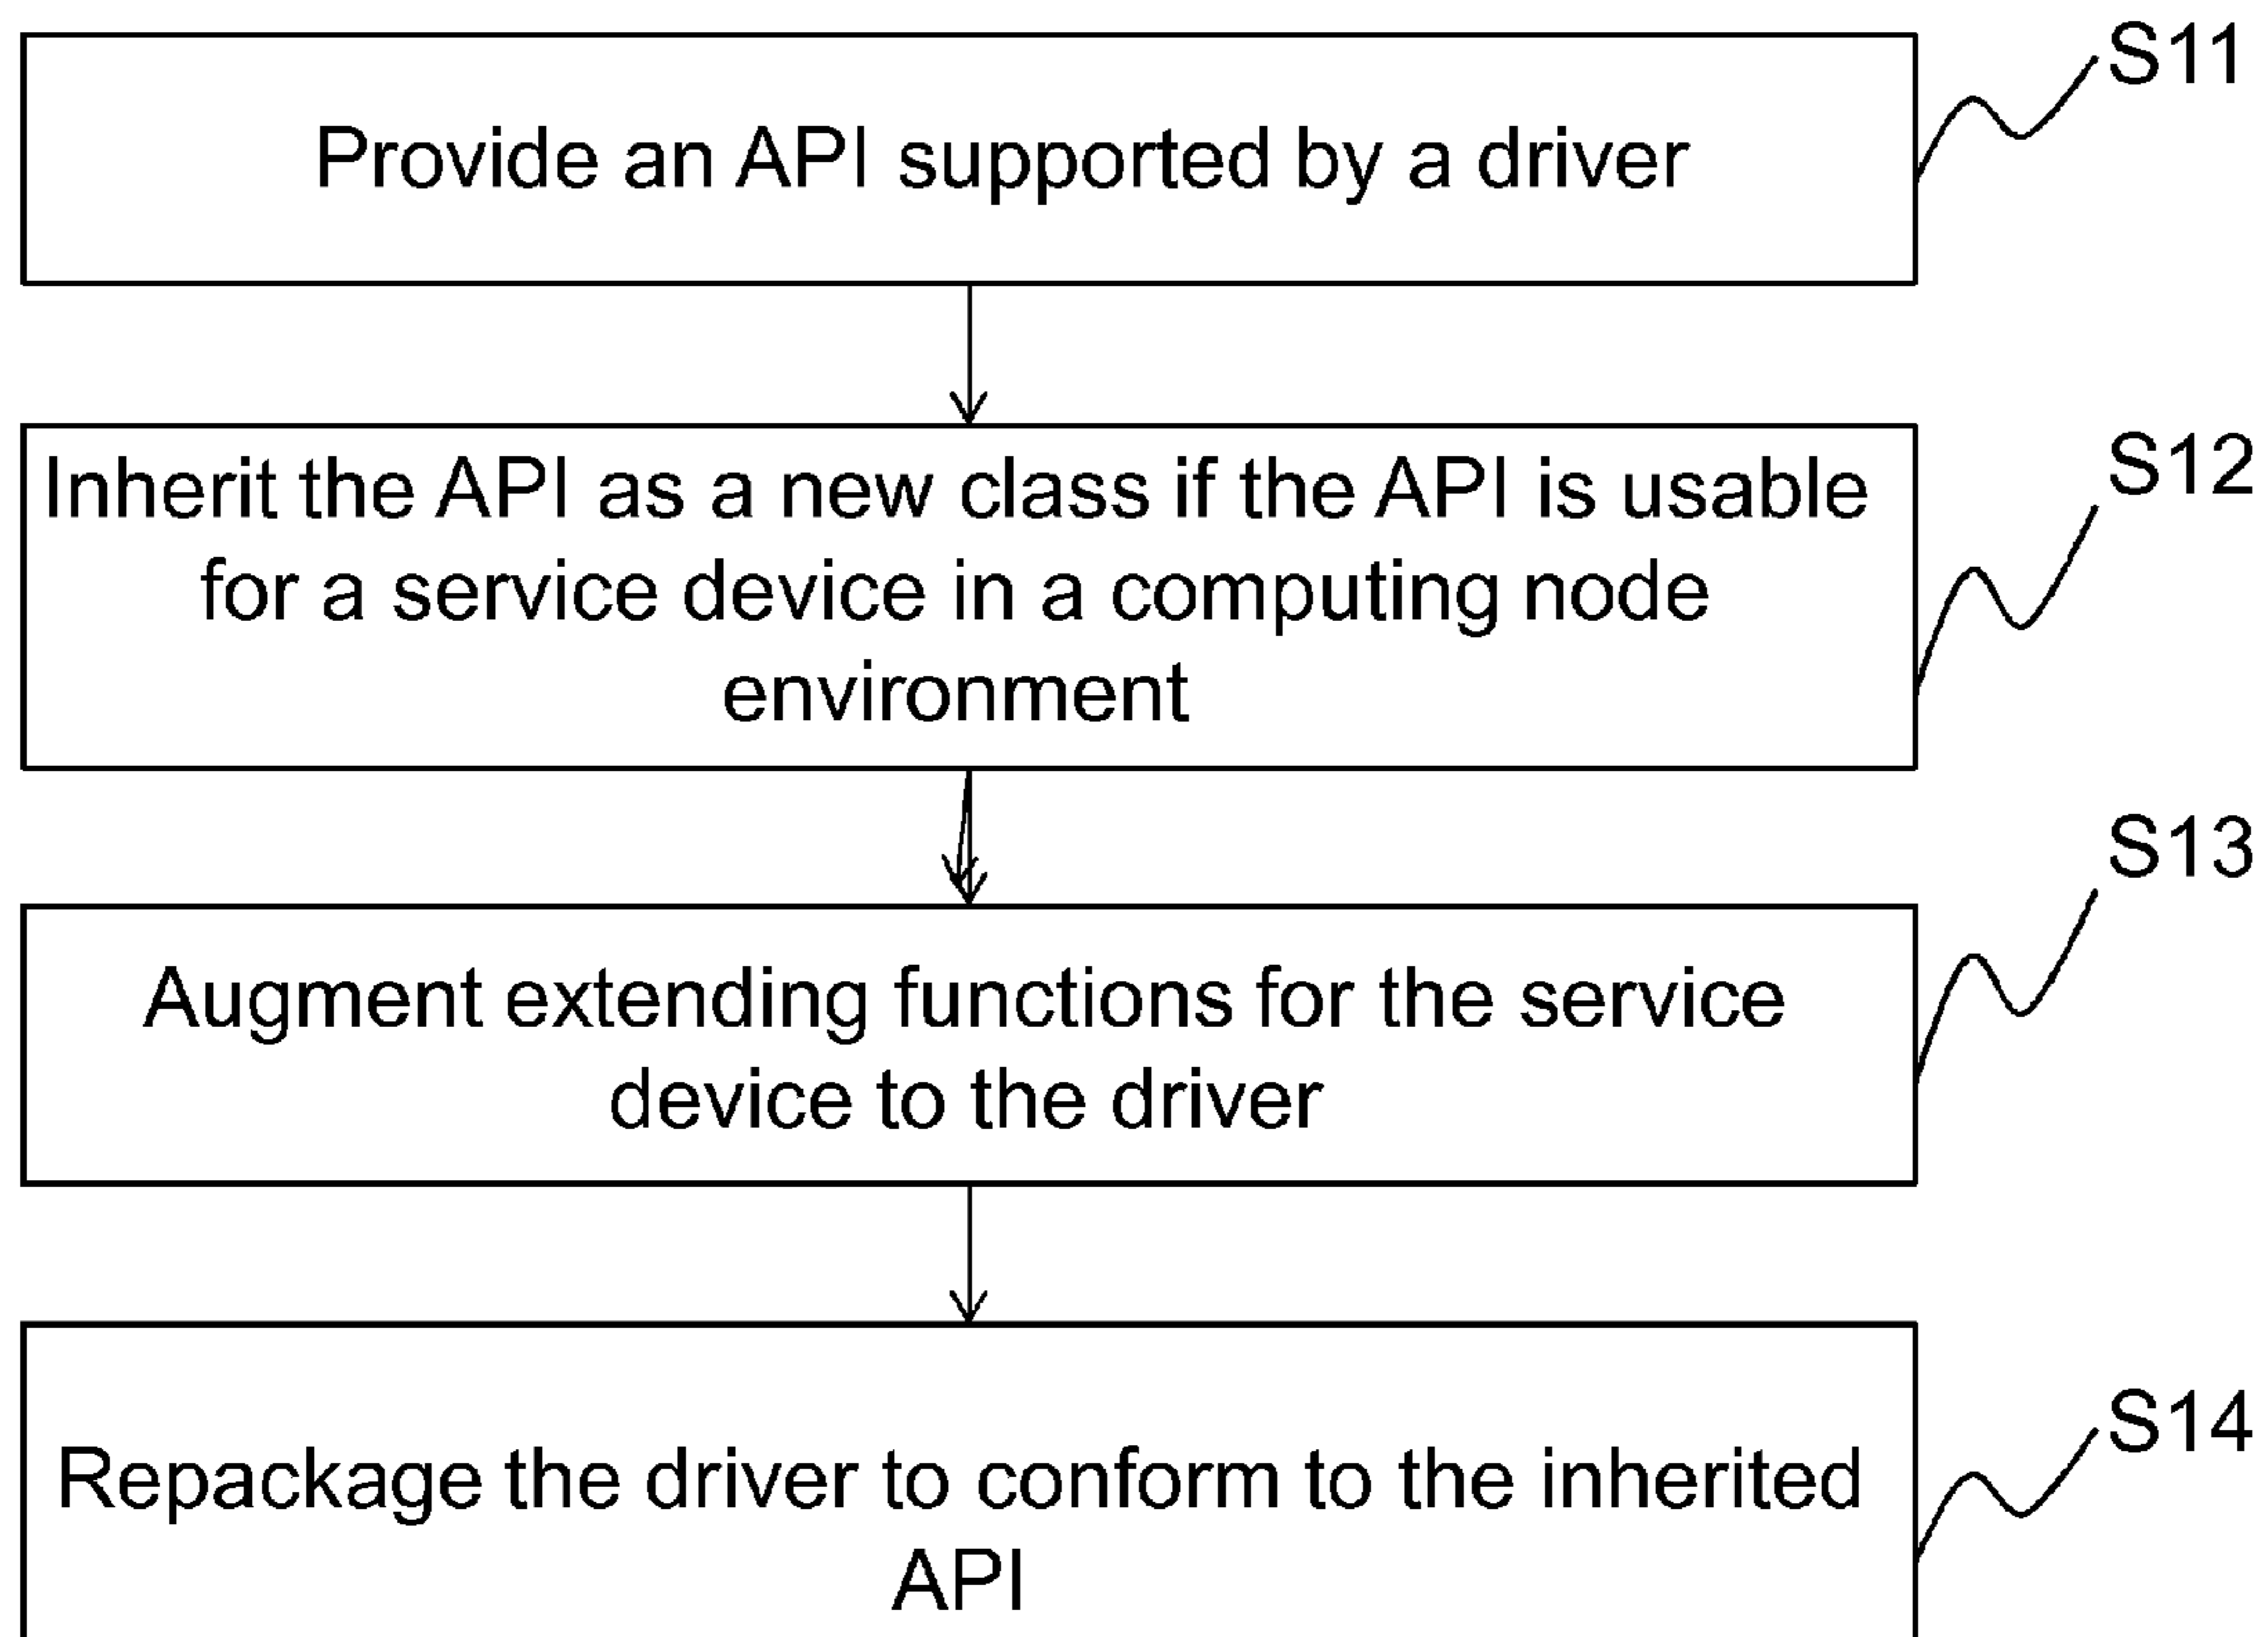 S11
Provide an API supported by a driver
S12
Inherit the API as a new class if the API is usable
for a service device in a computing node
environment
S13
Augment extending functions for the service
device to the driver
S14
Repackage the driver to conform to the inherited
API